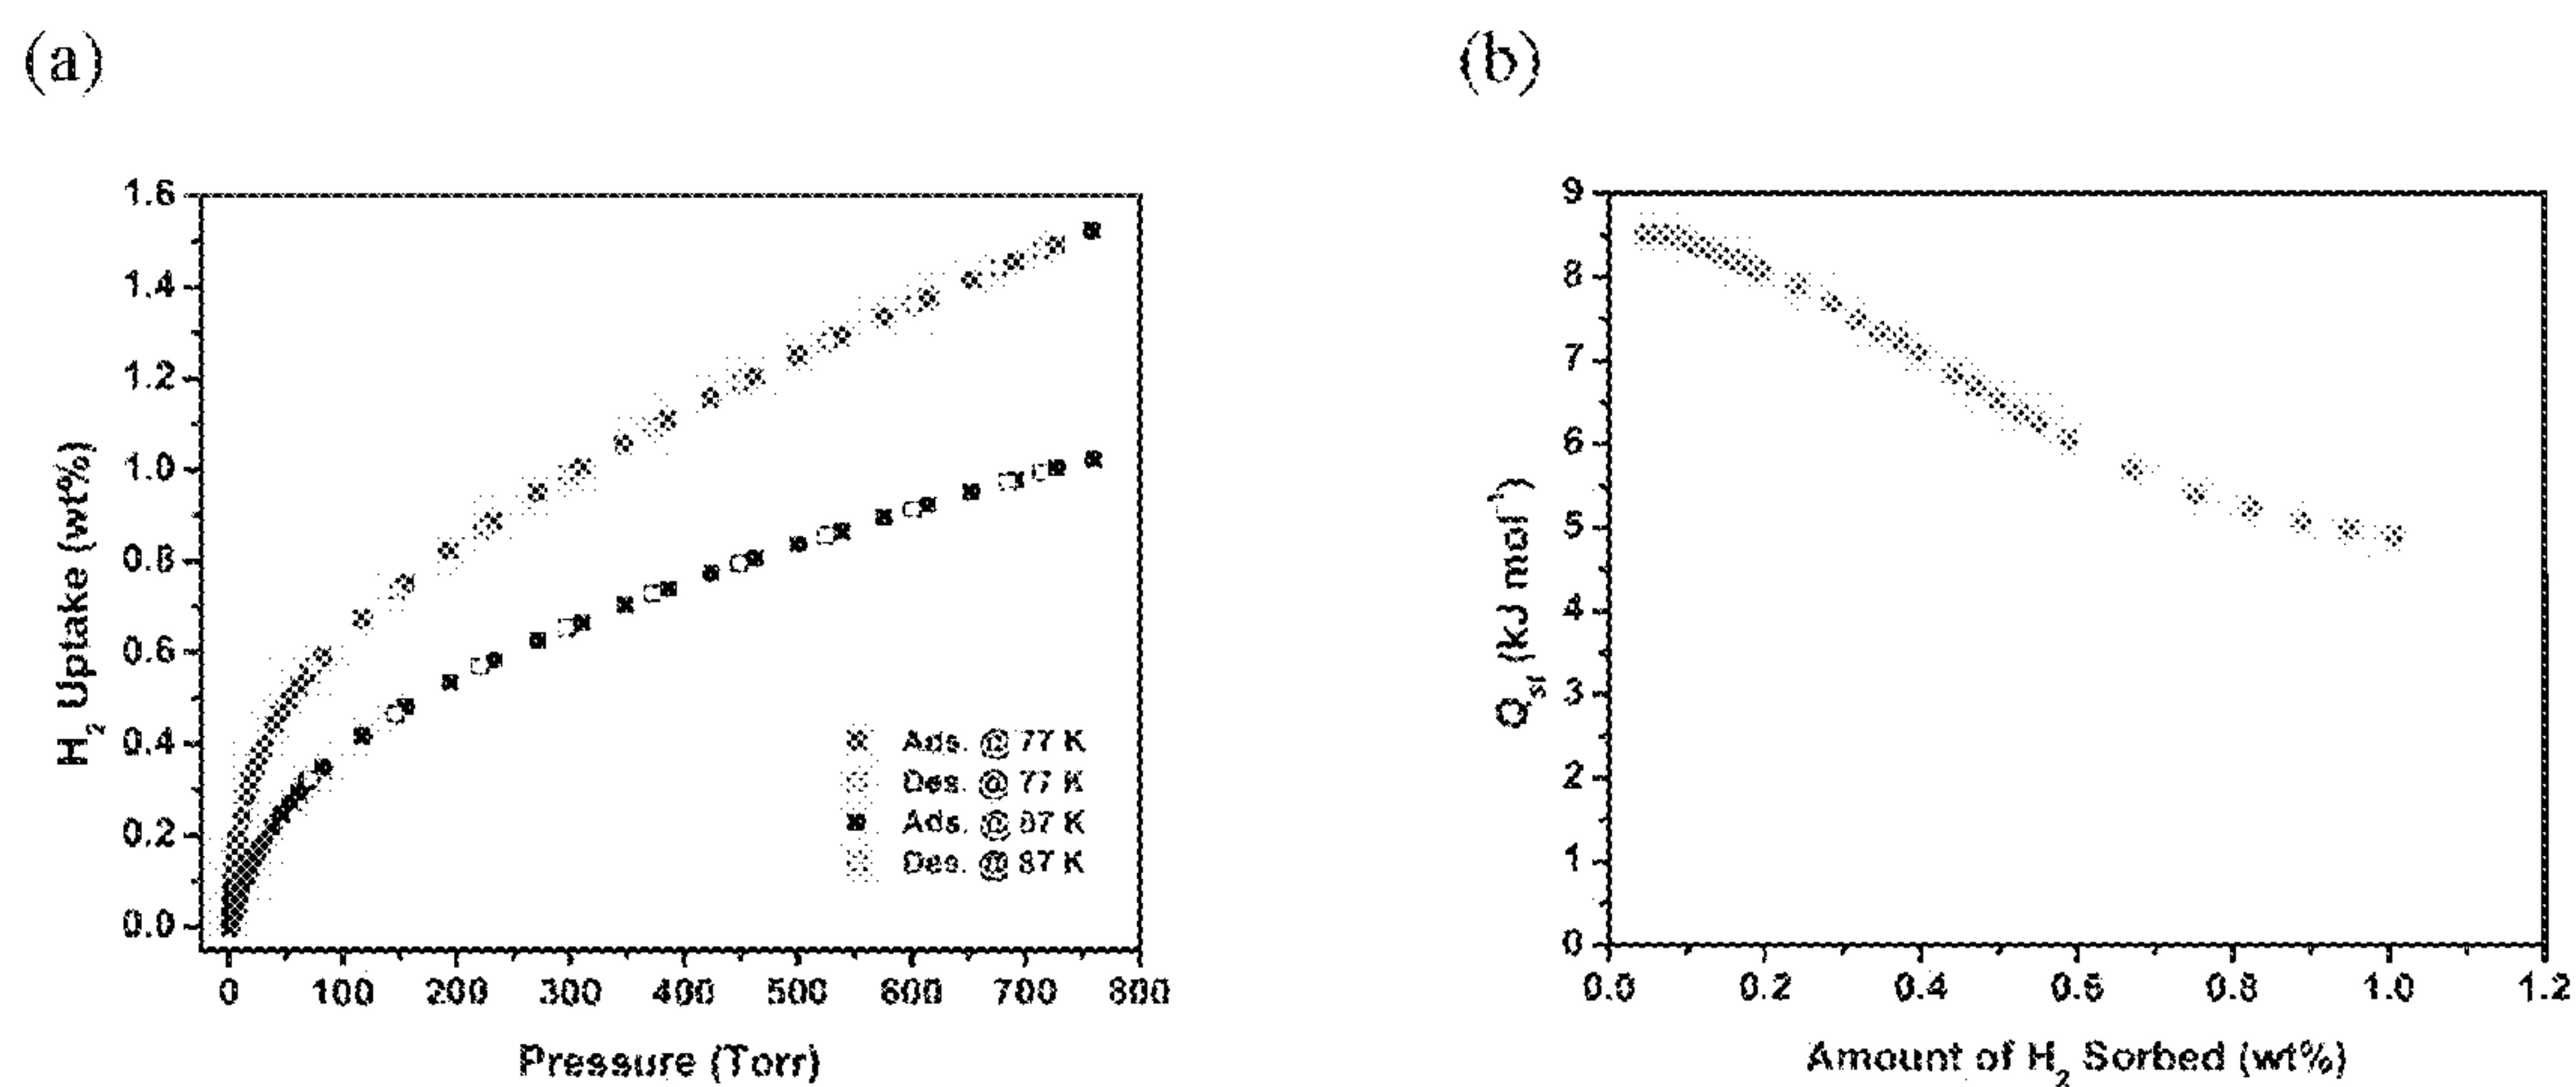 (a)
(b)
1.6
1.4
1.2
1.0
0.8
0.6
0.4
0.2
0.0
H2 Uptake (wt%)
0 100 200 300 400 500 600 700 800
Pressure (Torr)
Ads. @ 77 K
Des. @ 77 K
Ads. @ 87 K
Des. @ 87 K
9
8
7
6
5
4
3
2
1
0
Qst (kJ mol-1)
0.0 0.2 0.4 0.6 0.8 1.0 1.2
Amount of H2 Sorbed (wt%)